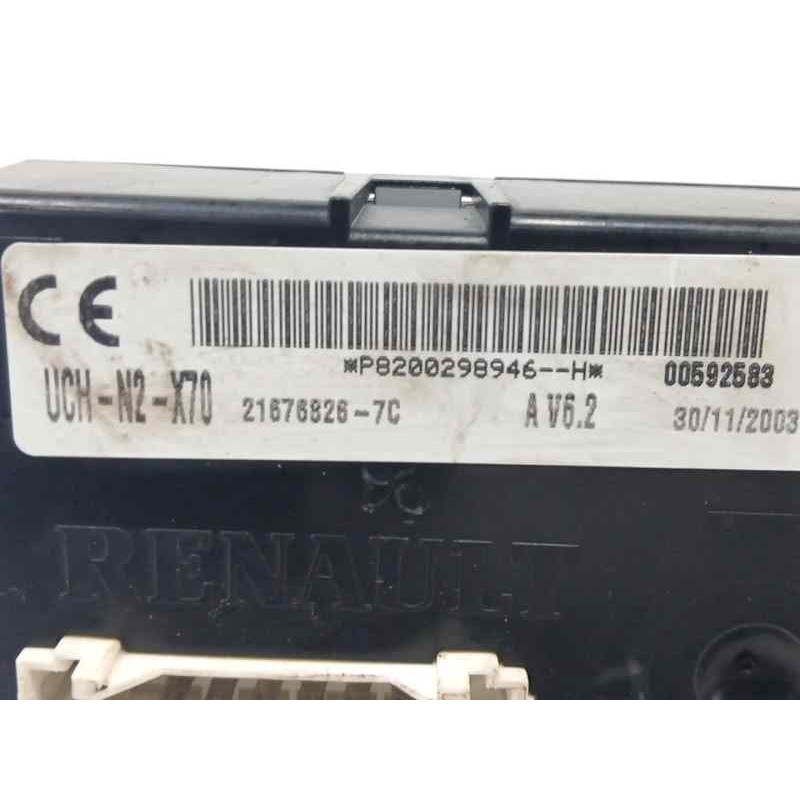 CE
*P8200298946--H* 00592583
UCH-N2-X70 21676826-7C A V6.2 30/11/2003
RENAULT